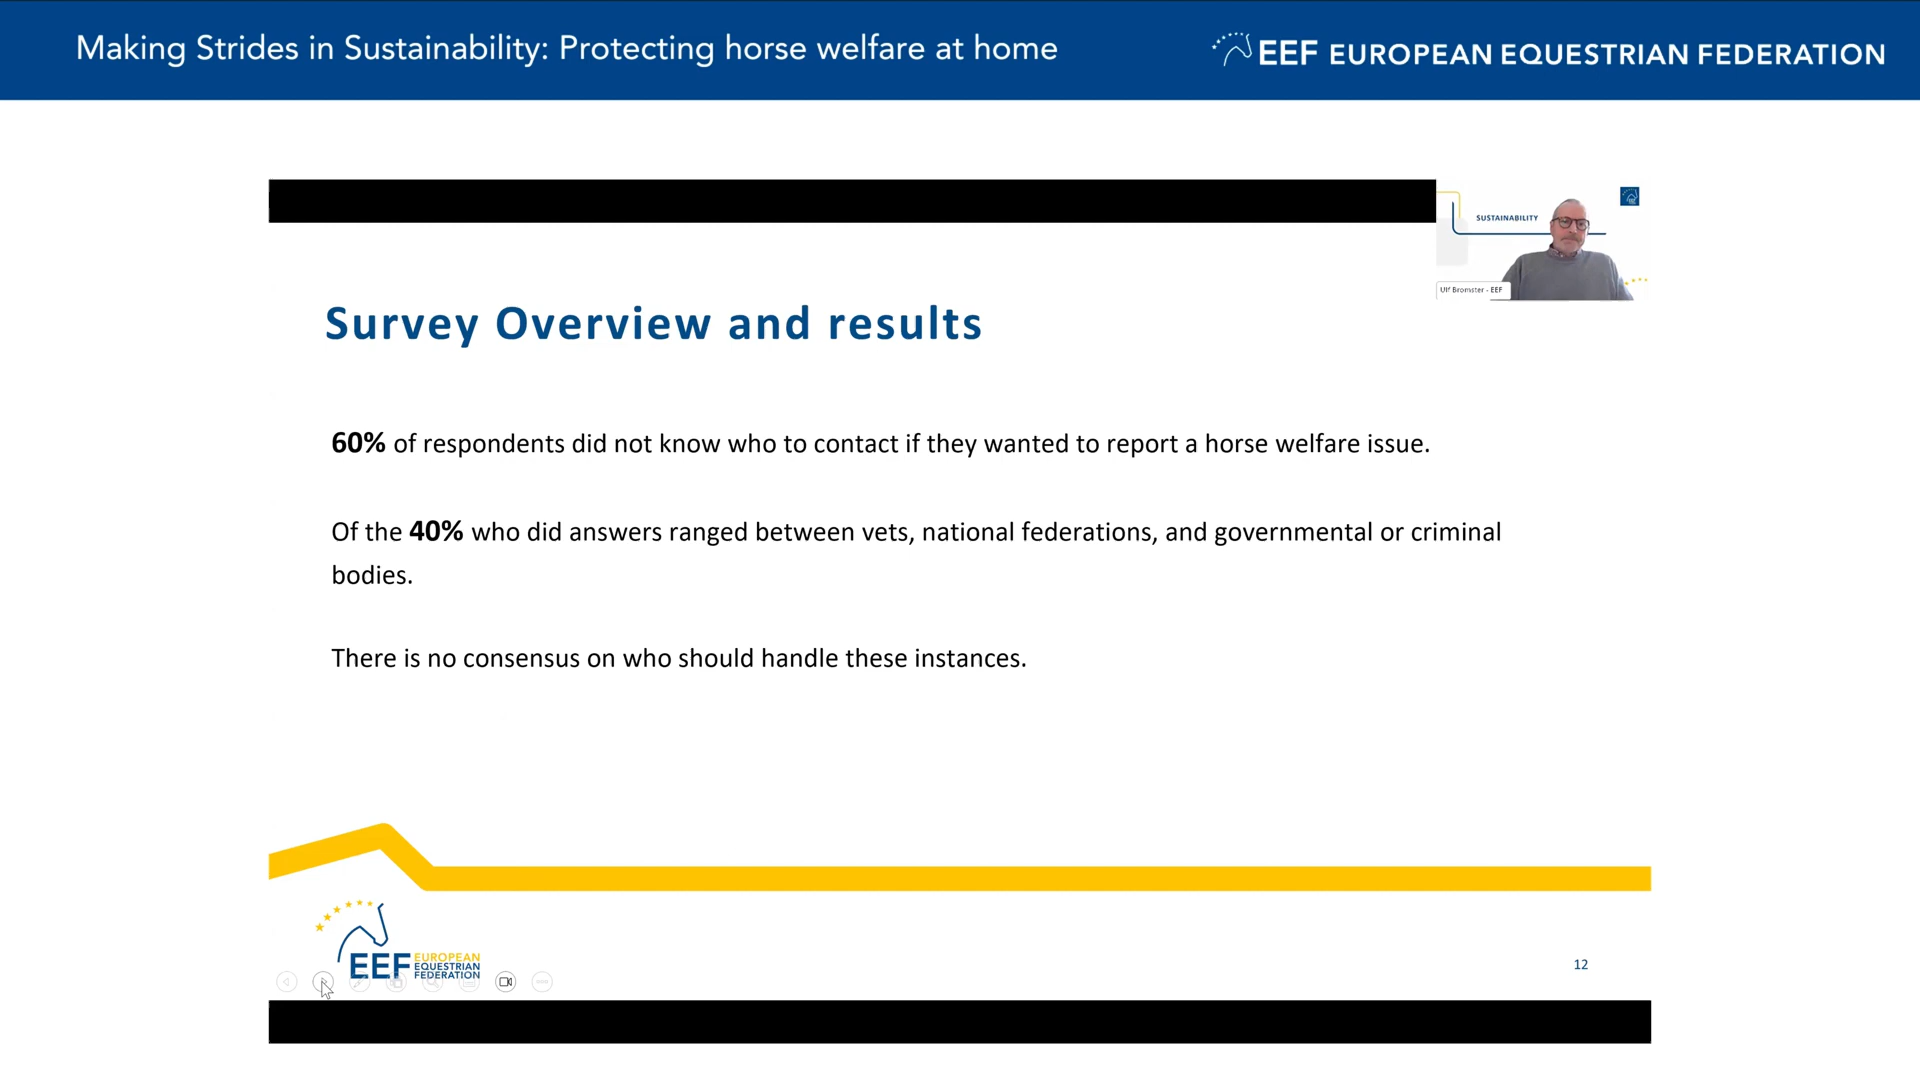 Making Strides in Sustainability: Protecting horse welfare at home
EEF EUROPEAN EQUESTRIAN FEDERATION
SUSTAINABILITY
Ulf Bromster - EEF
Survey Overview and results
60% of respondents did not know who to contact if they wanted to report a horse welfare issue.
Of the 40% who did answers ranged between vets, national federations, and governmental or criminal
bodies.
There is no consensus on who should handle these instances.
EEF EUROPEAN
EQUESTRIAN
FEDERATION
12